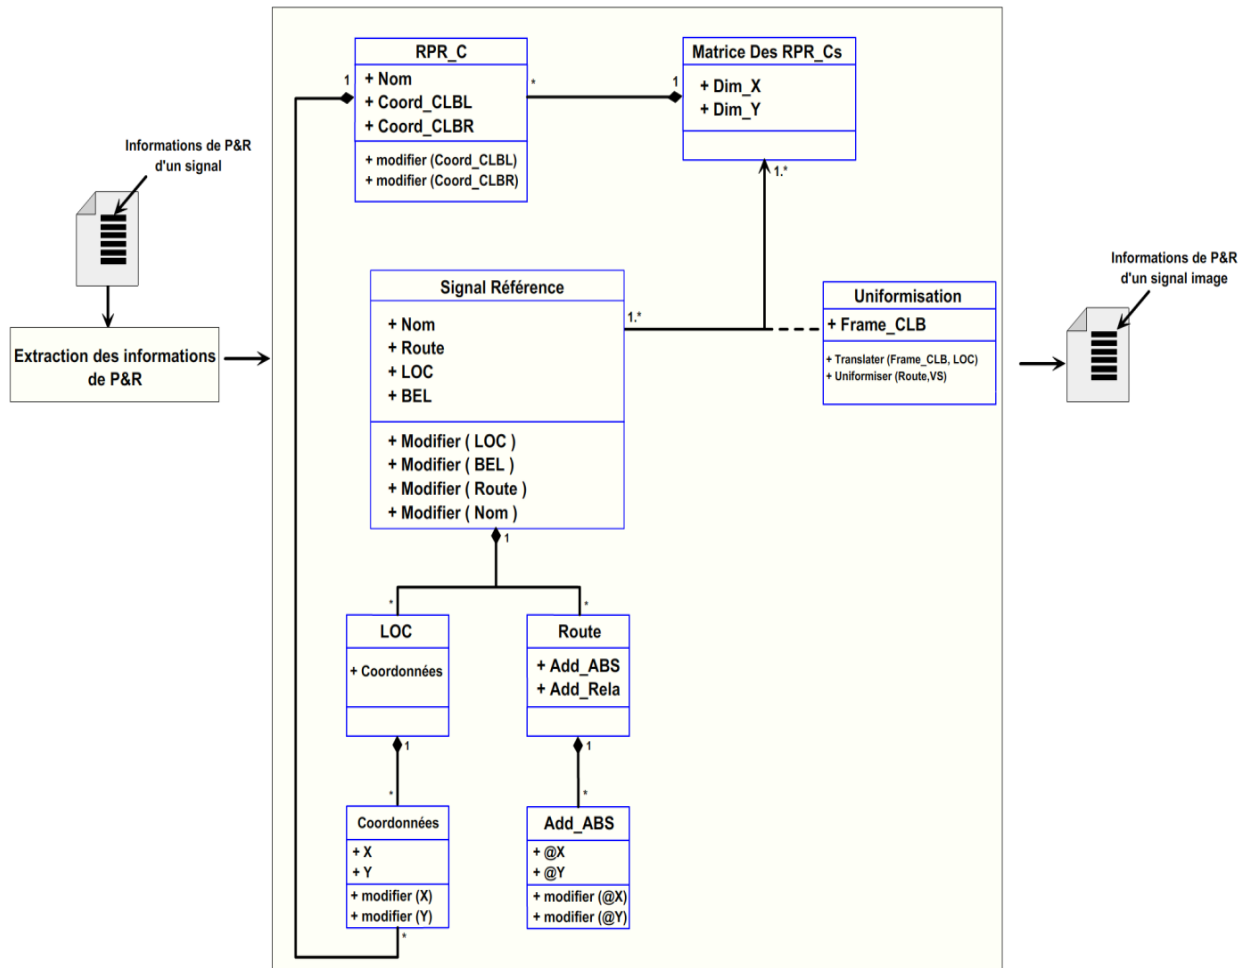 RPR_C
+ Nom
+ Coord_CLBL
+ Coord_CLBR
+ modifier (Coord_CLBL)
+ modifier (Coord_CLBR)
1
*
1
Matrice Des RPR_Cs
+ Dim_X
+ Dim_Y
1.*
Informations de P&R
d'un signal
Extraction des informations
de P&R
Signal Référence
+ Nom
+ Route
+ LOC
+ BEL
+ Modifier ( LOC )
+ Modifier ( BEL )
+ Modifier ( Route )
+ Modifier ( Nom )
1.*
Uniformisation
+ Frame_CLB
+ Translater (Frame_CLB, LOC)
+ Uniformiser (Route,VS)
Informations de P&R
d'un signal image
1
*
*
LOC
+ Coordonnées
1
*
Route
+ Add_ABS
+ Add_Rela
1
*
Coordonnées
+ X
+ Y
+ modifier (X)
+ modifier (Y)
*
Add_ABS
+ @X
+ @Y
+ modifier (@X)
+ modifier (@Y)